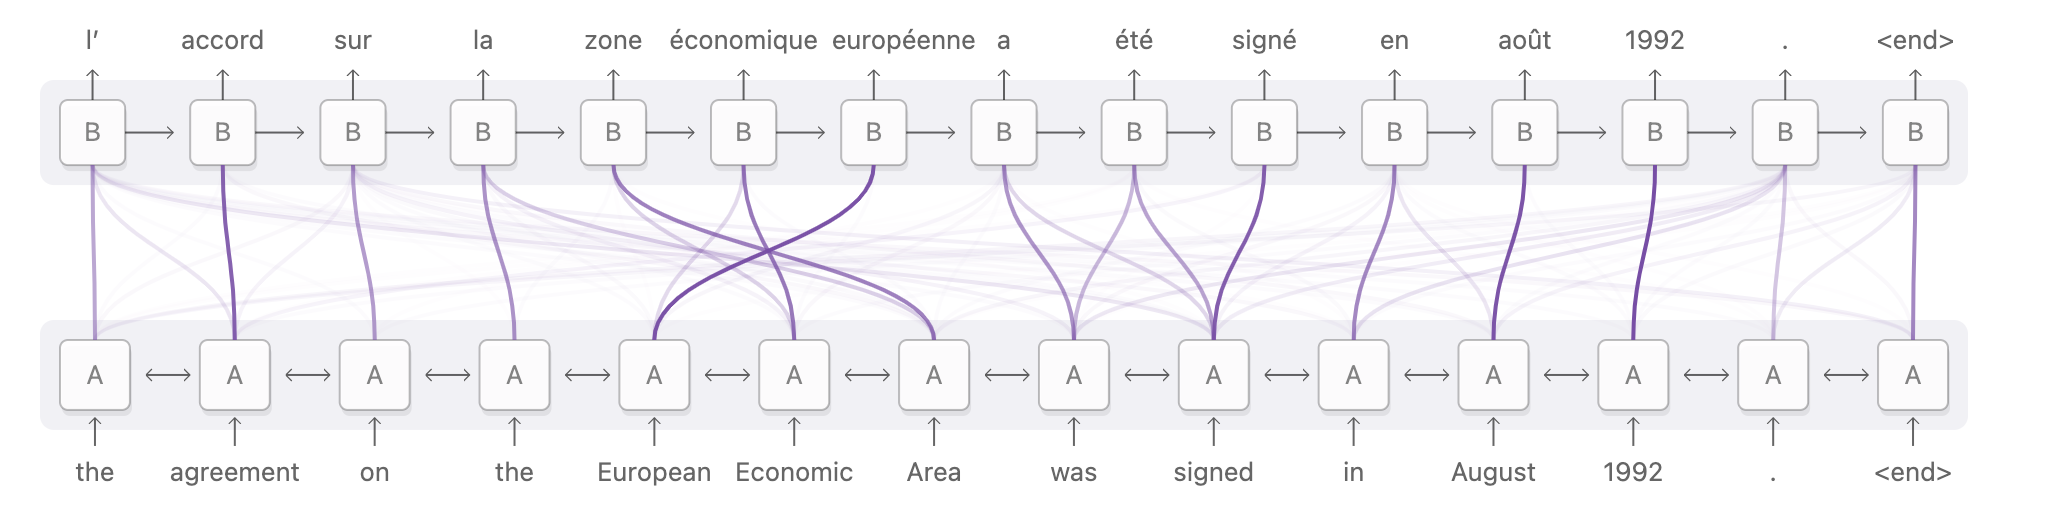 l’ accord sur la zone économique européenne a été signé en août 1992 . <end>
B B B B B B B B B B B B B B B
A A A A A A A A A A A A A A
the agreement on the European Economic Area was signed in August 1992 . <end>